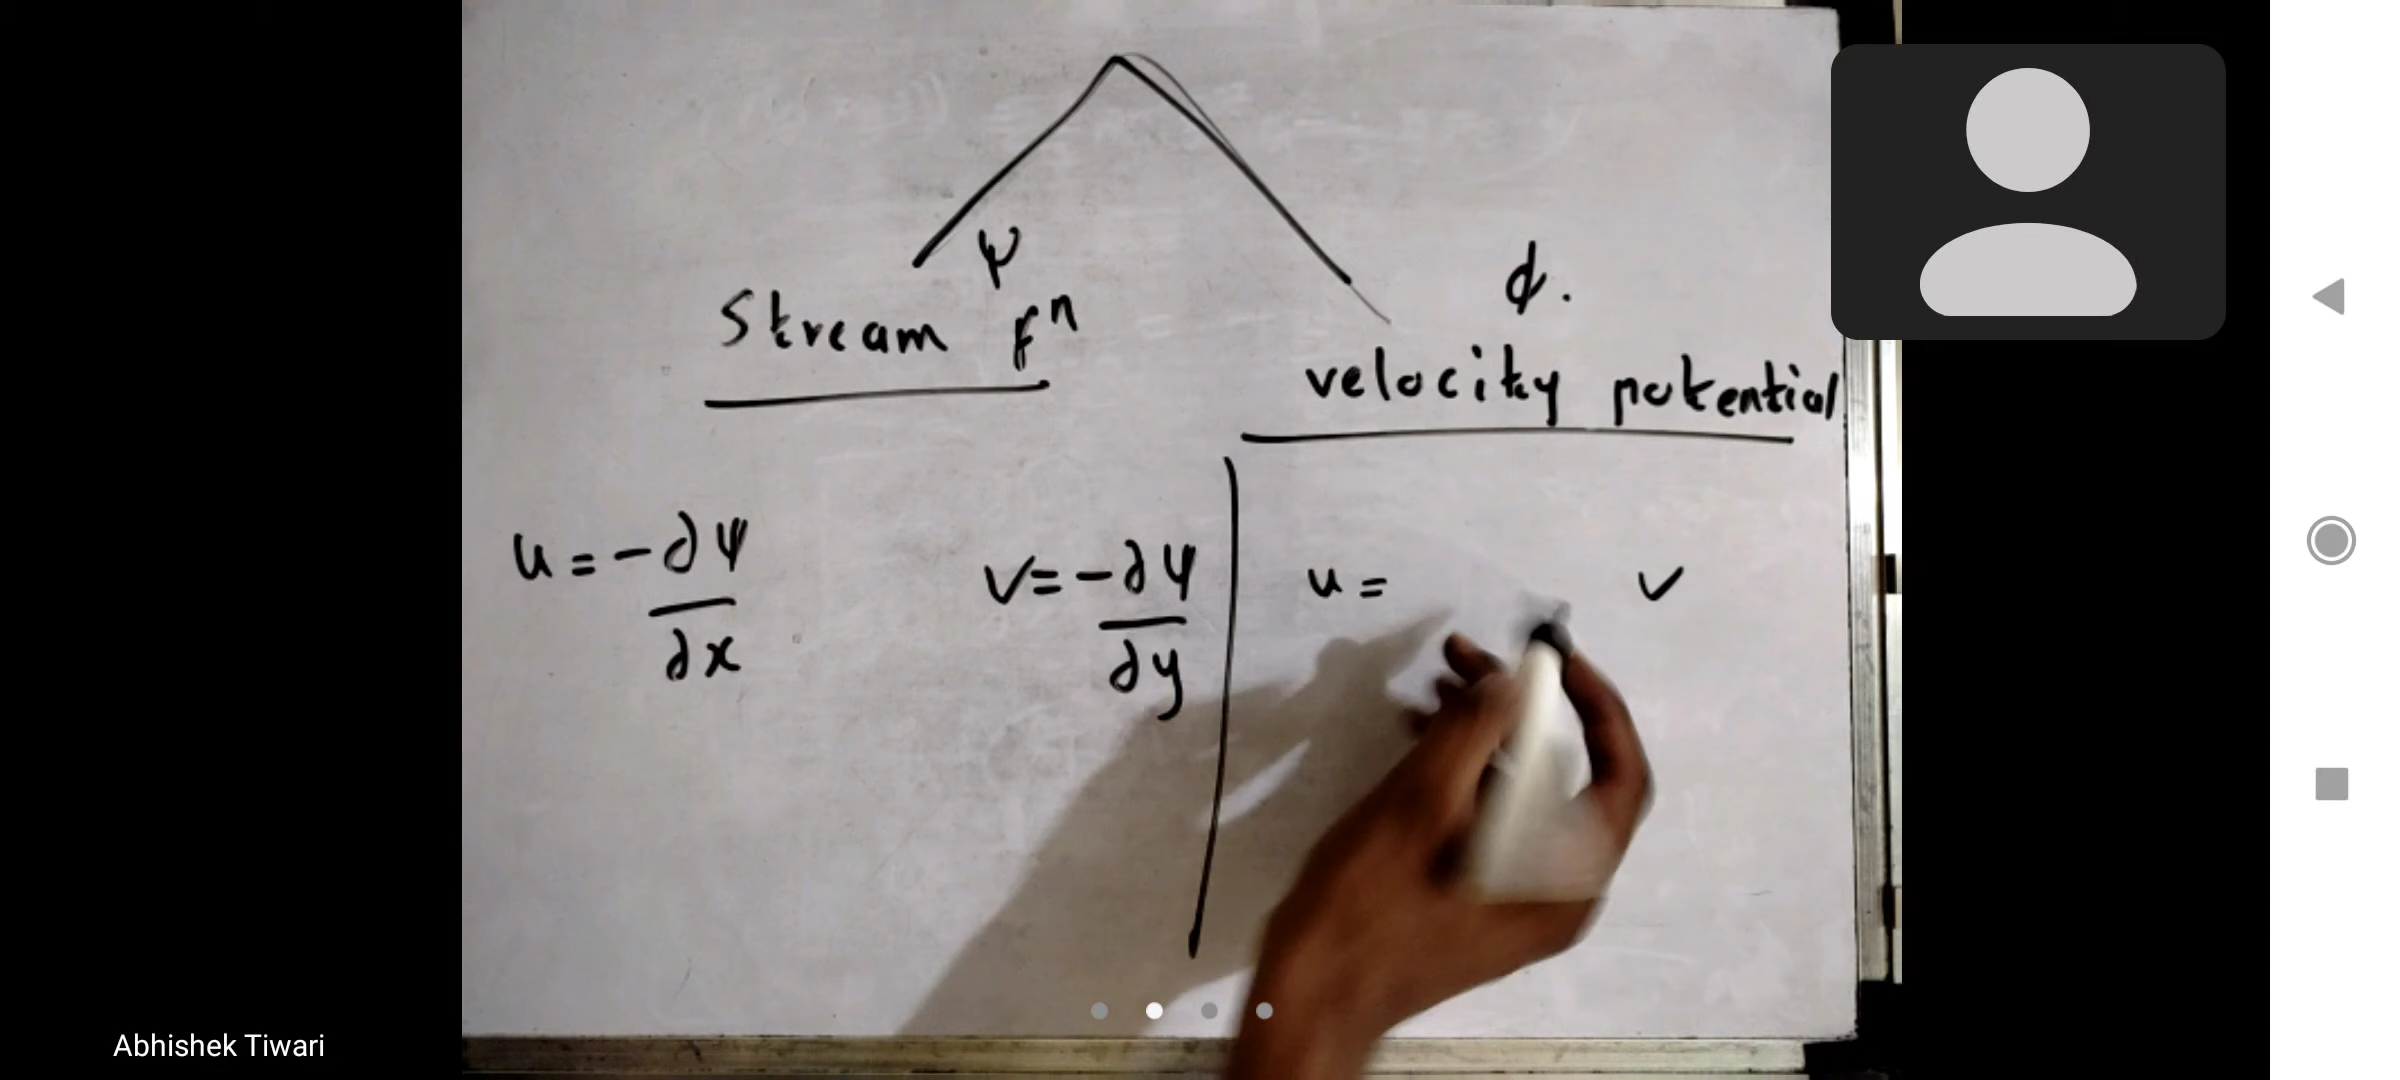 ψ
Stream Fⁿ
φ.
velocity potential
u = -∂ψ/∂x
v = -∂ψ/∂y
u =
v
Abhishek Tiwari